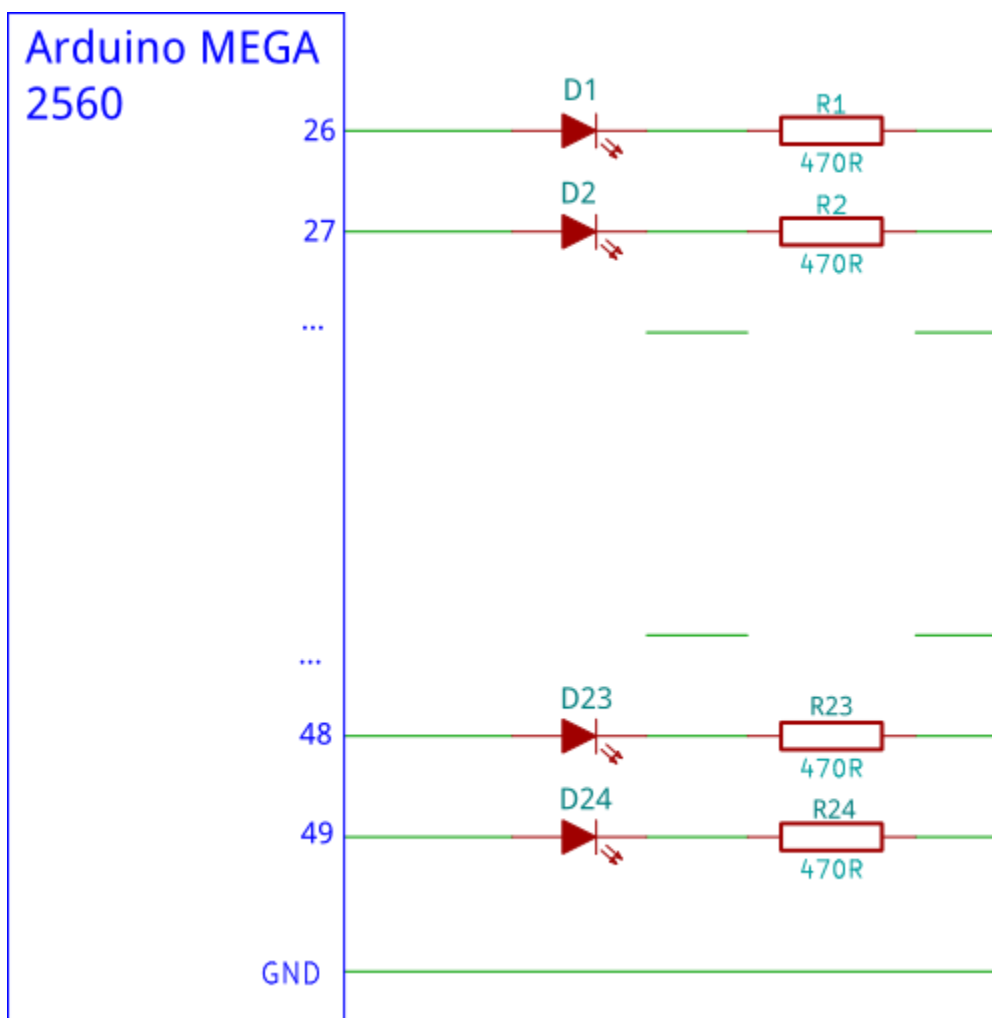 Arduino MEGA
2560
D1
R1
26
470R
D2
R2
27
470R
...
...
D23
R23
48
470R
D24
R24
49
470R
GND